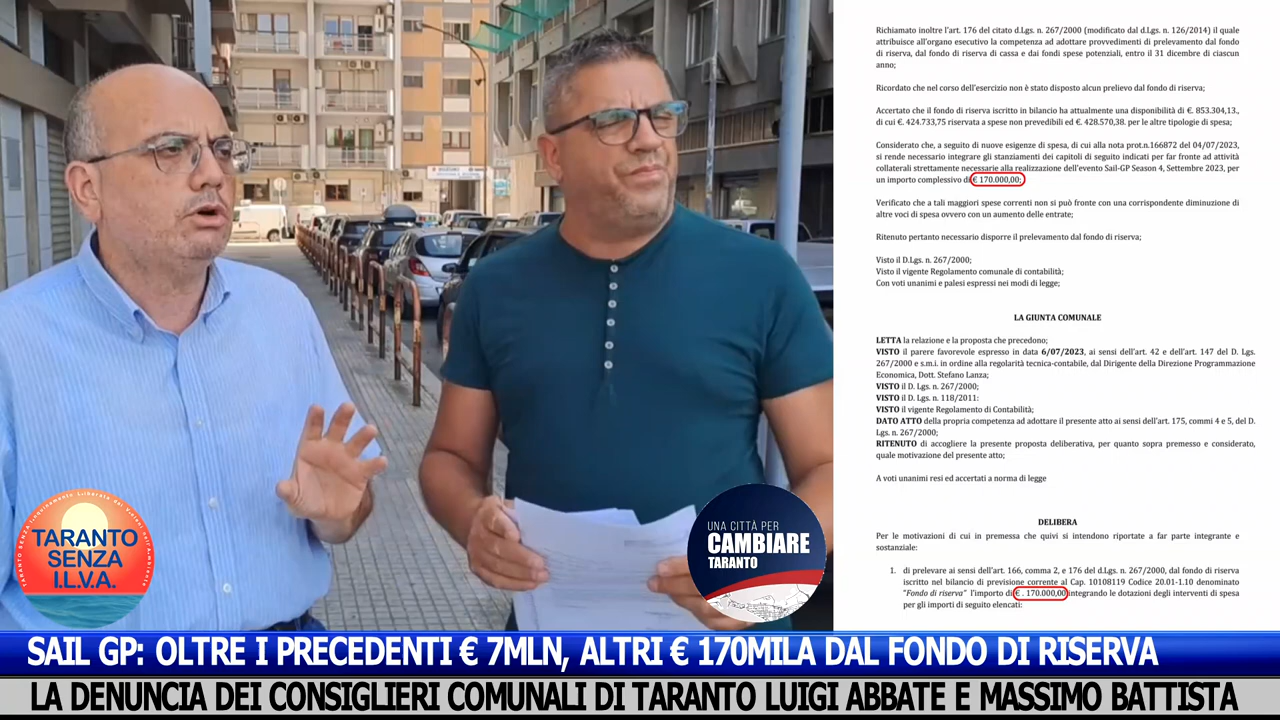 Richiamato inoltre l'art. 176 del citato d.Lgs. n. 267/2000 (modificato dal d.Lgs. n. 126/2014) il quale
attribuisce all'organo esecutivo la competenza ad adottare provvedimenti di prelevamento dal fondo
di riserva, dal fondo di riserva di cassa e dai fondi spese potenziali, entro il 31 dicembre di ciascun
anno;
Ricordato che nel corso dell'esercizio non è stato disposto alcun prelievo dal fondo di riserva;
Accertato che il fondo di riserva iscritto in bilancio ha attualmente una disponibilità di €. 853.304,13.,
di cui €. 424.733,75 riservata a spese non prevedibili ed €. 428.570,38. per le altre tipologie di spesa;
Considerato che, a seguito di nuove esigenze di spesa, di cui alla nota prot.n.166872 del 04/07/2023,
si rende necessario integrare gli stanziamenti dei capitoli di seguito indicati per far fronte ad attività
collaterali strettamente necessarie alla realizzazione dell'evento Sail-GP Season 4, Settembre 2023, per
un importo complessivo di € 170.000,00;
Verificato che a tali maggiori spese correnti non si può fronte con una corrispondente diminuzione di
altre voci di spesa ovvero con un aumento delle entrate;
Ritenuto pertanto necessario disporre il prelevamento dal fondo di riserva;
Visto il D.Lgs. n. 267/2000;
Visto il vigente Regolamento comunale di contabilità;
Con voti unanimi e palesi espressi nei modi di legge;
LA GIUNTA COMUNALE
LETTA la relazione e la proposta che precedono;
VISTO il parere favorevole espresso in data 6/07/2023, ai sensi dell'art. 42 e dell'art. 147 del D. Lgs.
267/2000 e s.m.i. in ordine alla regolarità tecnica-contabile, dal Dirigente della Direzione Programmazione
Economica, Dott. Stefano Lanza;
VISTO il D. Lgs. n. 267/2000;
VISTO il D. Lgs. n. 118/2011:
VISTO il vigente Regolamento di Contabilità;
DATO ATTO della propria competenza ad adottare il presente atto ai sensi dell'art. 175, commi 4 e 5, del D.
Lgs. n. 267/2000;
RITENUTO di accogliere la presente proposta deliberativa, per quanto sopra premesso e considerato,
quale motivazione del presente atto;
A voti unanimi resi ed accertati a norma di legge
DELIBERA
Per le motivazioni di cui in premessa che quivi si intendono riportate a far parte integrante e
sostanziale:
1. di prelevare ai sensi dell'art. 166, comma 2, e 176 del d.Lgs. n. 267/2000, dal fondo di riserva
iscritto nel bilancio di previsione corrente al Cap. 10108119 Codice 20.01-1.10 denominato
"Fondo di riserva" l'importo di € . 170.000,00 integrando le dotazioni degli interventi di spesa
per gli importi di seguito elencati:
TARANTO
SENZA
I.L.V.A.
UNA CITTÀ PER
CAMBIARE
TARANTO
SAIL GP: OLTRE I PRECEDENTI € 7MLN, ALTRI € 170MILA DAL FONDO DI RISERVA
LA DENUNCIA DEI CONSIGLIERI COMUNALI DI TARANTO LUIGI ABBATE E MASSIMO BATTISTA